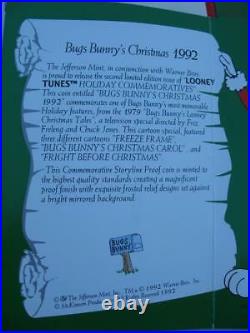 Bugs Bunny's Christmas 1992
The Jefferson Mint, in conjunction with Warner Bros.
is proud to release the second limited edition issue of LOONEY
TUNES™ HOLIDAY COMMEMORATIVES.
This coin entitled "BUGS BUNNY'S CHRISTMAS
1992" commemorates one of Bugs Bunny's most memorable
Holiday features, from the 1979 "Bugs Bunny's Looney
Christmas Tales", a television special directed by Friz
Freleng and Chuck Jones. This cartoon special, featured
three different cartoons "FREEZE FRAME",
"BUGS BUNNY'S CHRISTMAS CAROL", and
"FRIGHT BEFORE CHRISTMAS".
This Commemorative Storyline Proof coin is minted to
the highest quality standards creating a magnificent
proof finish with exquisite frosted relief designs set against
a bright mirrored background.
BUGS
BUNNY
© The Jefferson Mint, Inc. TM & © 1992 Warner Bros. Inc.
1992